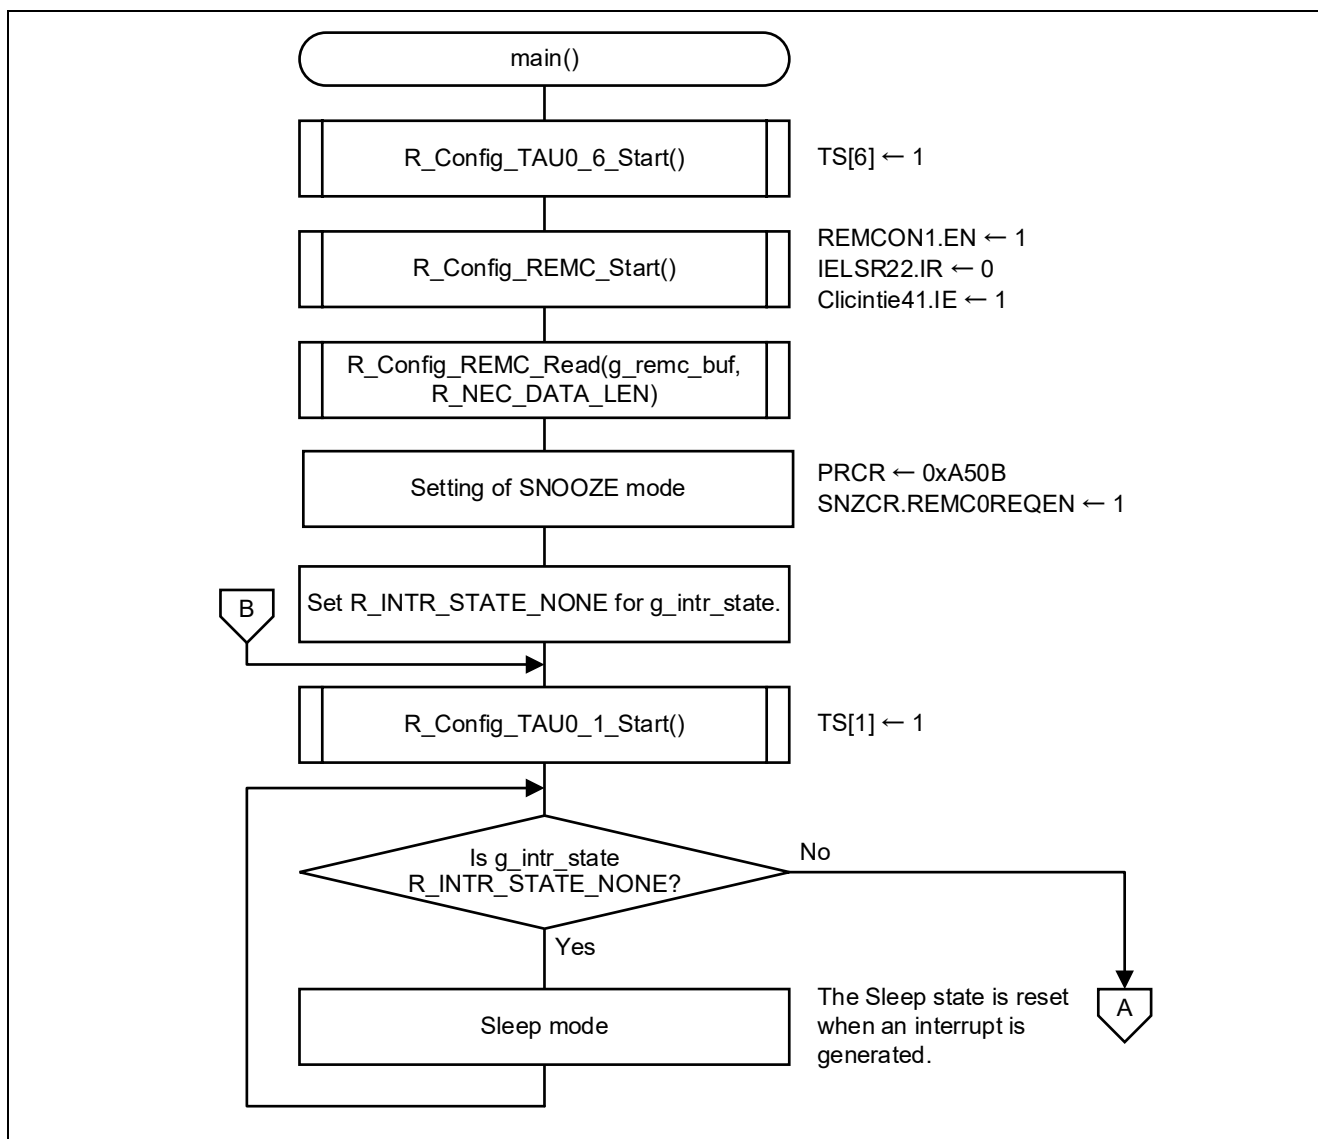 main()
R_Config_TAU0_6_Start()
TS[6] ← 1
R_Config_REMC_Start()
REMCON1.EN ← 1
IELSR22.IR ← 0
Clicintie41.IE ← 1
R_Config_REMC_Read(g_remc_buf,
R_NEC_DATA_LEN)
Setting of SNOOZE mode
PRCR ← 0xA50B
SNZCR.REMC0REQEN ← 1
B
Set R_INTR_STATE_NONE for g_intr_state.
R_Config_TAU0_1_Start()
TS[1] ← 1
Is g_intr_state
R_INTR_STATE_NONE?
No
Yes
Sleep mode
The Sleep state is reset
when an interrupt is
generated.
A